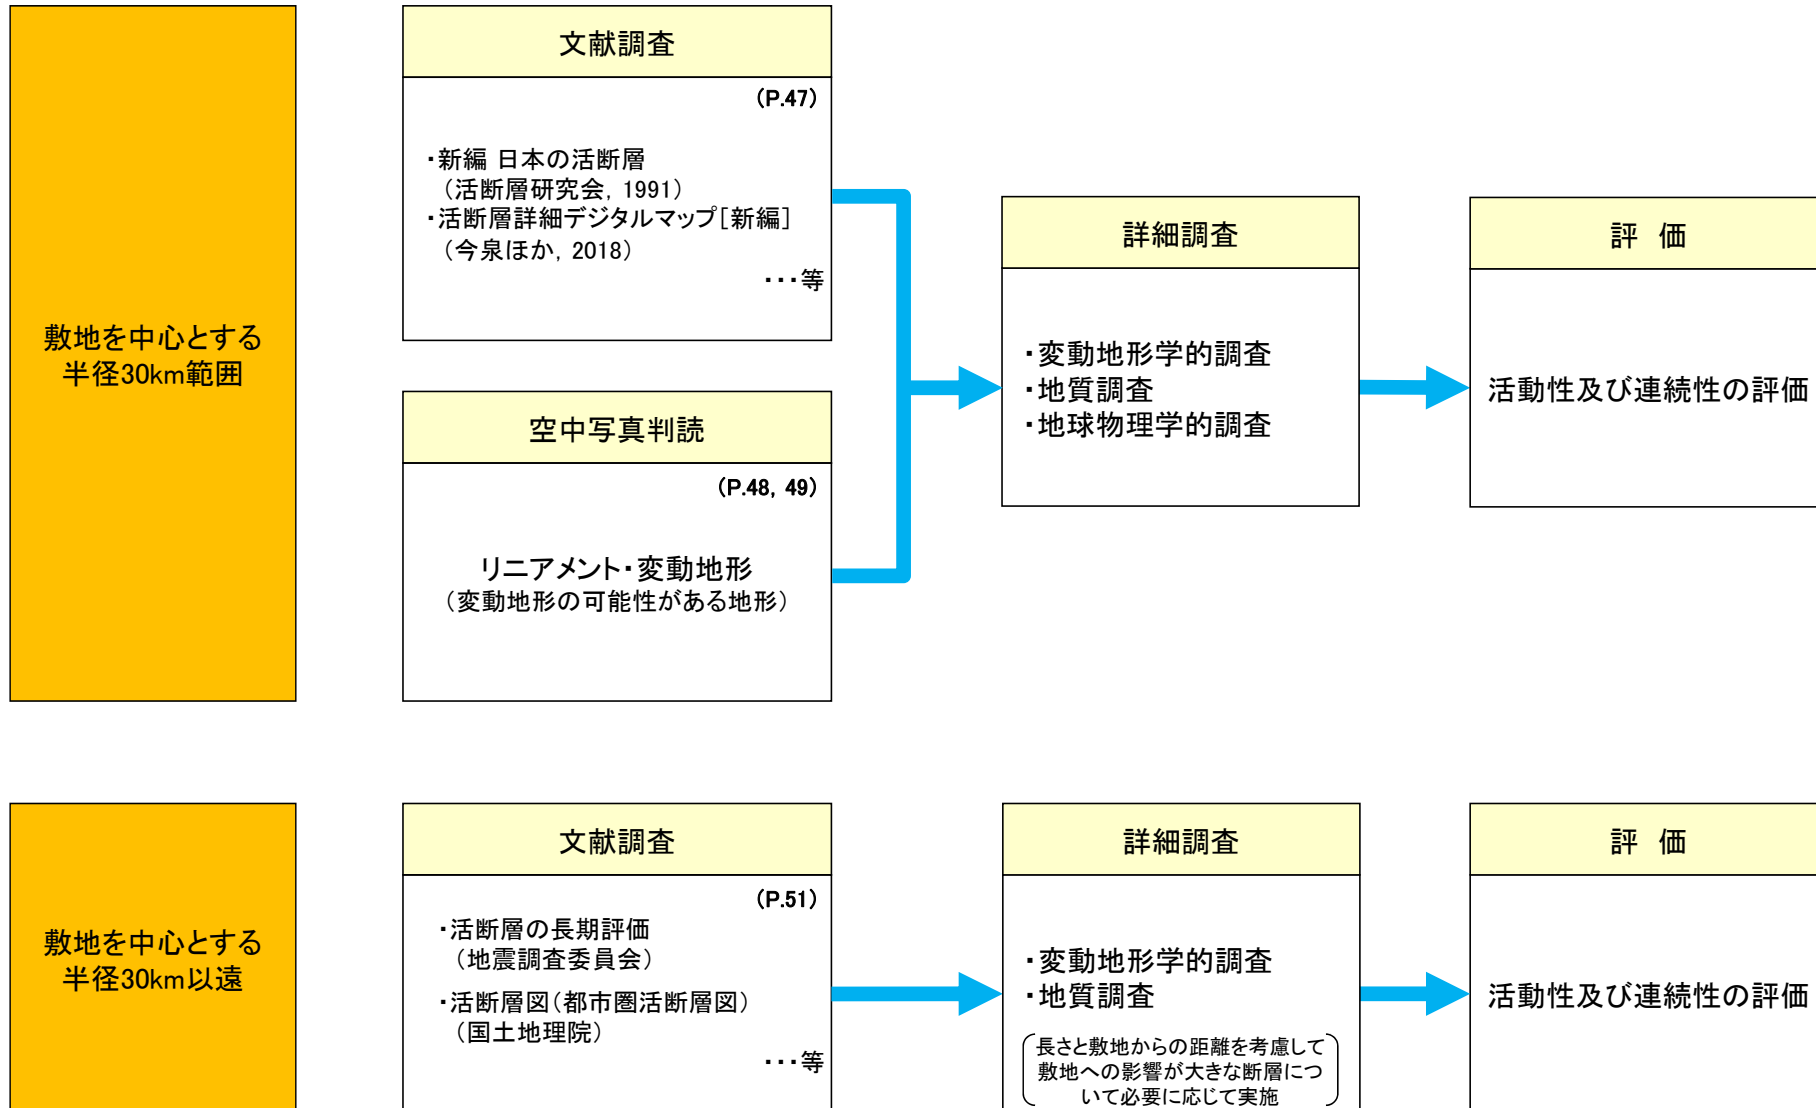 敷地を中心とする
半径30km範囲
文献調査
(P.47)
・新編 日本の活断層
（活断層研究会, 1991）
・活断層詳細デジタルマップ［新編］
（今泉ほか, 2018）
・・・等
空中写真判読
(P.48, 49)
リニアメント・変動地形
（変動地形の可能性がある地形）
詳細調査
・変動地形学的調査
・地質調査
・地球物理学的調査
評　価
活動性及び連続性の評価
敷地を中心とする
半径30km以遠
文献調査
(P.51)
・活断層の長期評価
（地震調査委員会）
・活断層図（都市圏活断層図）
（国土地理院）
・・・等
詳細調査
・変動地形学的調査
・地質調査
長さと敷地からの距離を考慮して
敷地への影響が大きな断層につ
いて必要に応じて実施
評　価
活動性及び連続性の評価